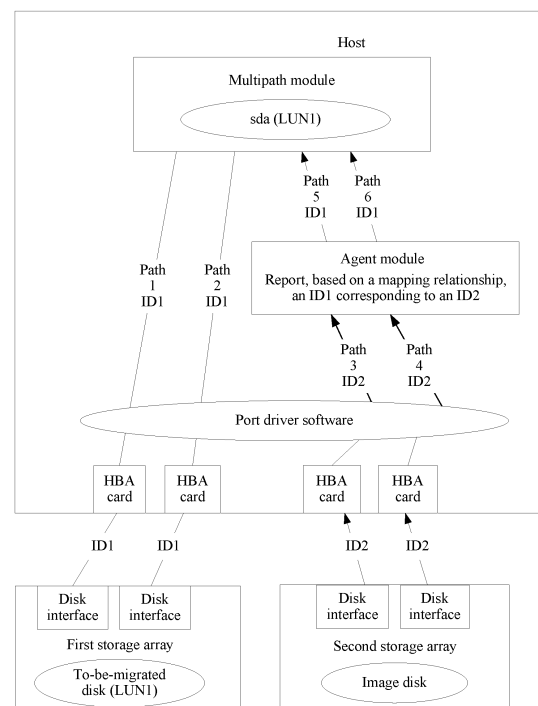 Host
Multipath module
sda (LUN1)
Path
5
ID1
Path
6
ID1
Path
1
ID1
Path
2
ID1
Agent module
Report, based on a mapping relationship,
an ID1 corresponding to an ID2
Path
3
ID2
Path
4
ID2
Port driver software
HBA
card
HBA
card
HBA
card
HBA
card
ID1
ID1
ID2
ID2
Disk
interface
Disk
interface
Disk
interface
Disk
interface
First storage array
Second storage array
To-be-migrated
disk (LUN1)
Image disk